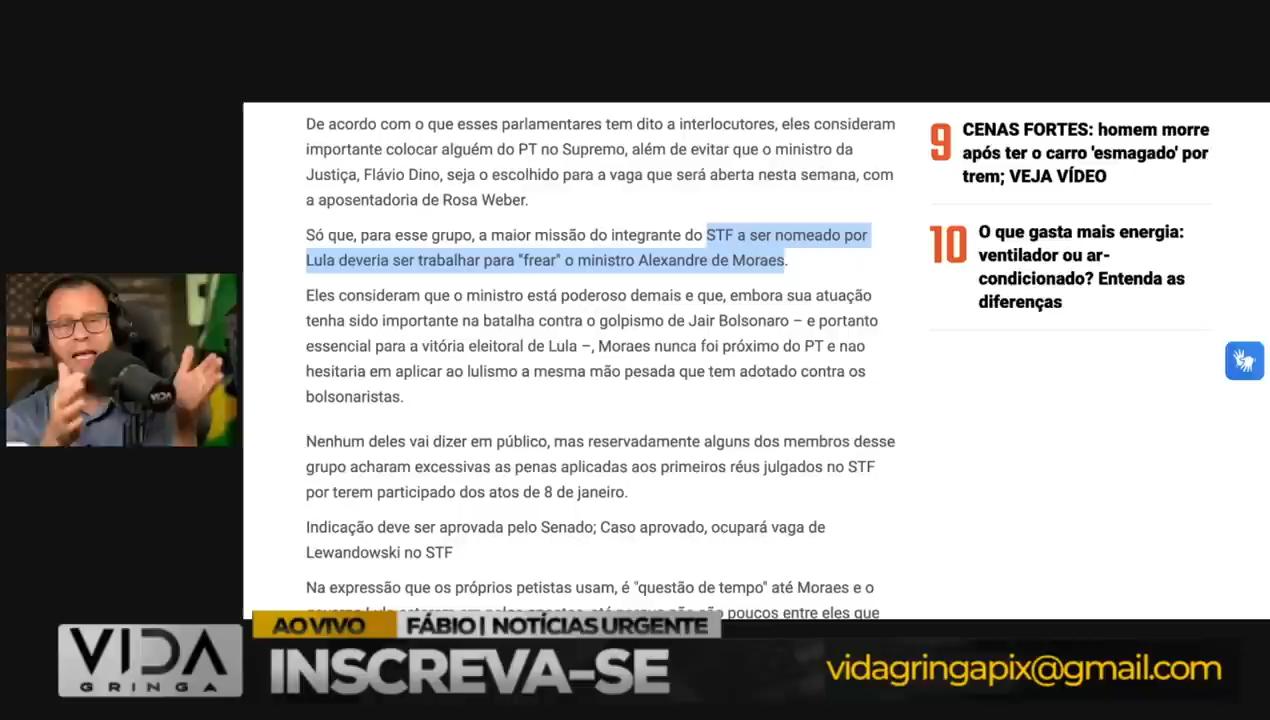 De acordo com o que esses parlamentares tem dito a interlocutores, eles consideram
importante colocar alguém do PT no Supremo, além de evitar que o ministro da
Justiça, Flávio Dino, seja o escolhido para a vaga que será aberta nesta semana, com
a aposentadoria de Rosa Weber.
Só que, para esse grupo, a maior missão do integrante do STF a ser nomeado por
Lula deveria ser trabalhar para "frear" o ministro Alexandre de Moraes.
Eles consideram que o ministro está poderoso demais e que, embora sua atuação
tenha sido importante na batalha contra o golpismo de Jair Bolsonaro – e portanto
essencial para a vitória eleitoral de Lula –, Moraes nunca foi próximo do PT e nao
hesitaria em aplicar ao lulismo a mesma mão pesada que tem adotado contra os
bolsonaristas.
Nenhum deles vai dizer em público, mas reservadamente alguns dos membros desse
grupo acharam excessivas as penas aplicadas aos primeiros réus julgados no STF
por terem participado dos atos de 8 de janeiro.
Indicação deve ser aprovada pelo Senado; Caso aprovado, ocupará vaga de
Lewandowski no STF
Na expressão que os próprios petistas usam, é "questão de tempo" até Moraes e o
poucos entre eles que
9
CENAS FORTES: homem morre
após ter o carro 'esmagado' por
trem; VEJA VÍDEO
10
O que gasta mais energia:
ventilador ou ar-
condicionado? Entenda as
diferenças
VIDA
AO VIVO
FÁBIO | NOTÍCIAS URGENTE
VIDA
GRINGA
INSCREVA-SE
vidagringapix@gmail.com